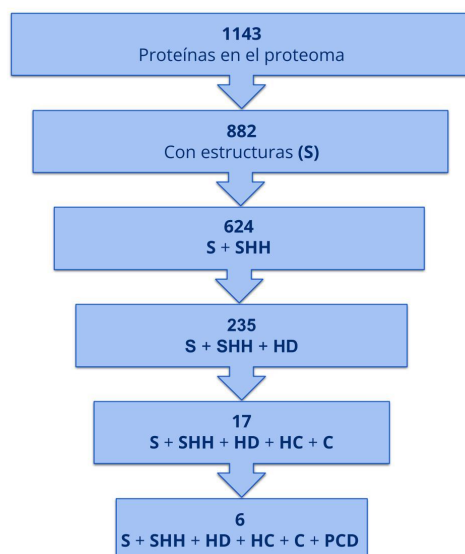 1143
Proteínas en el proteoma
882
Con estructuras (S)
624
S + SHH
235
S + SHH + HD
17
S + SHH + HD + HC + C
6
S + SHH + HD + HC + C + PCD